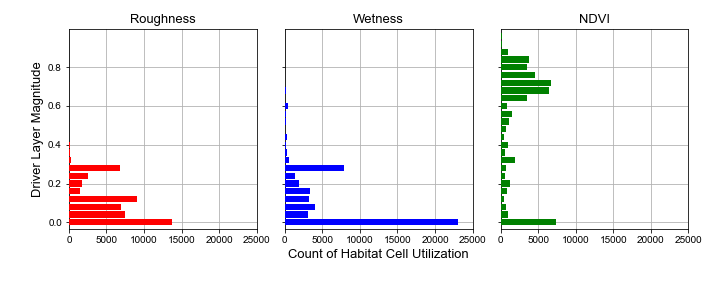 Roughness
Wetness
NDVI
Driver Layer Magnitude
0.8
0.6
0.4
0.2
0.0
0 5000 10000 15000 20000 25000
0 5000 10000 15000 20000 25000
0 5000 10000 15000 20000 25000
Count of Habitat Cell Utilization